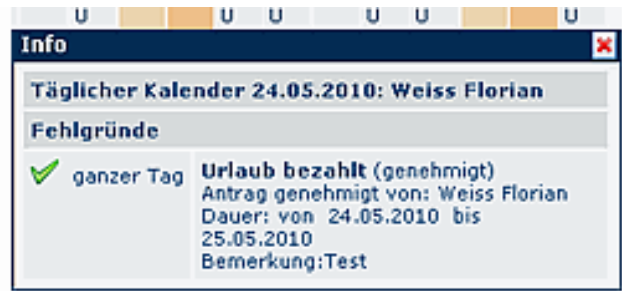 U U U U U U
Info
Täglicher Kalender 24.05.2010: Weiss Florian
Fehlgründe
ganzer Tag
Urlaub bezahlt (genehmigt)
Antrag genehmigt von: Weiss Florian
Dauer: von 24.05.2010 bis
25.05.2010
Bemerkung:Test